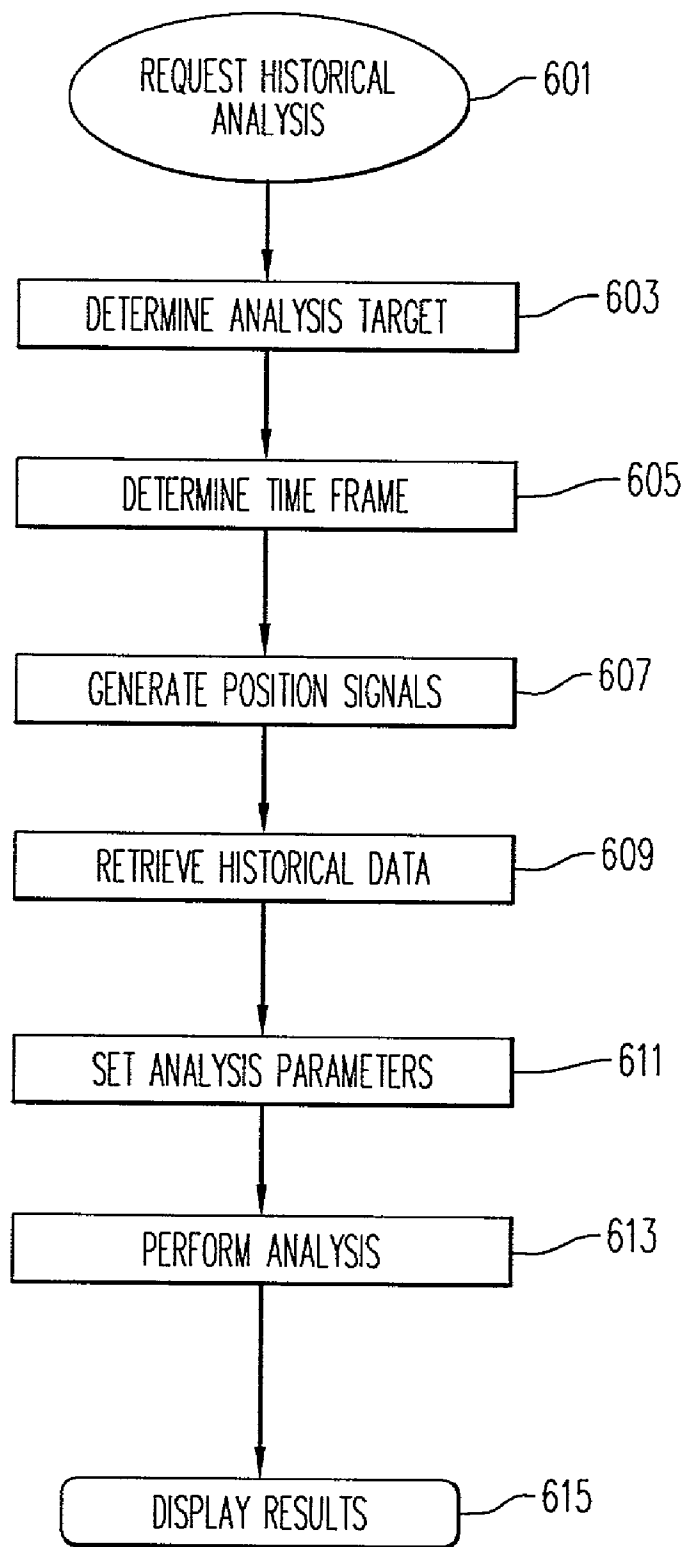 REQUEST HISTORICAL
ANALYSIS
601
DETERMINE ANALYSIS TARGET
603
DETERMINE TIME FRAME
605
GENERATE POSITION SIGNALS
607
RETRIEVE HISTORICAL DATA
609
SET ANALYSIS PARAMETERS
611
PERFORM ANALYSIS
613
DISPLAY RESULTS
615